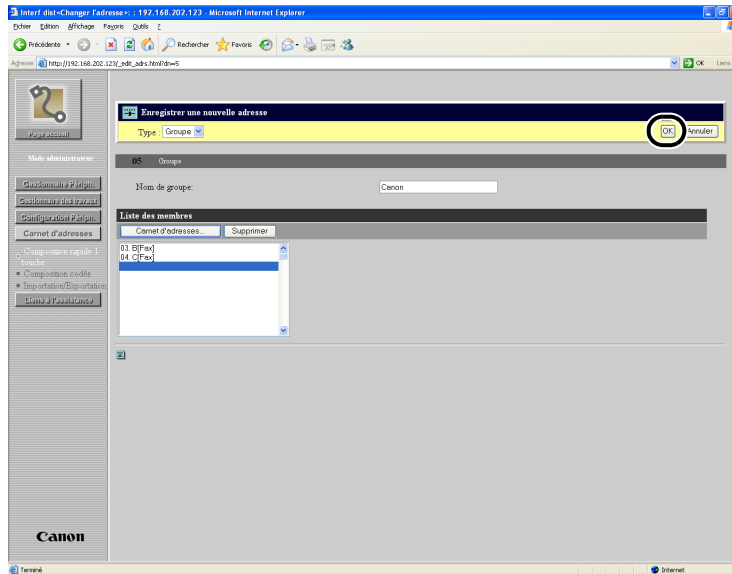 Interf dist<Changer l'adresse>: : 192.168.202.123 - Microsoft Internet Explorer
Fichier Edition Affichage Favoris Outils ?
Précédente Rechercher Favoris
Adresse http://192.168.202.123/_edit_adrs.html?dn=5 OK Liens
Page accueil
Mode administrateur
Gestionnaire Périph.
Gestionnaire des travaux
Configuration Périph.
Carnet d'adresses
Composition rapide 1 touche
Composition codée
Importation/Exportation
Liens à l'assistance
Canon
Enregistrer une nouvelle adresse
Type : Groupe OK Annuler
05 Groupe
Nom de groupe: Canon
Liste des membres
Carnet d'adresses... Supprimer
03. B[Fax]
04. C[Fax]
Terminé Internet